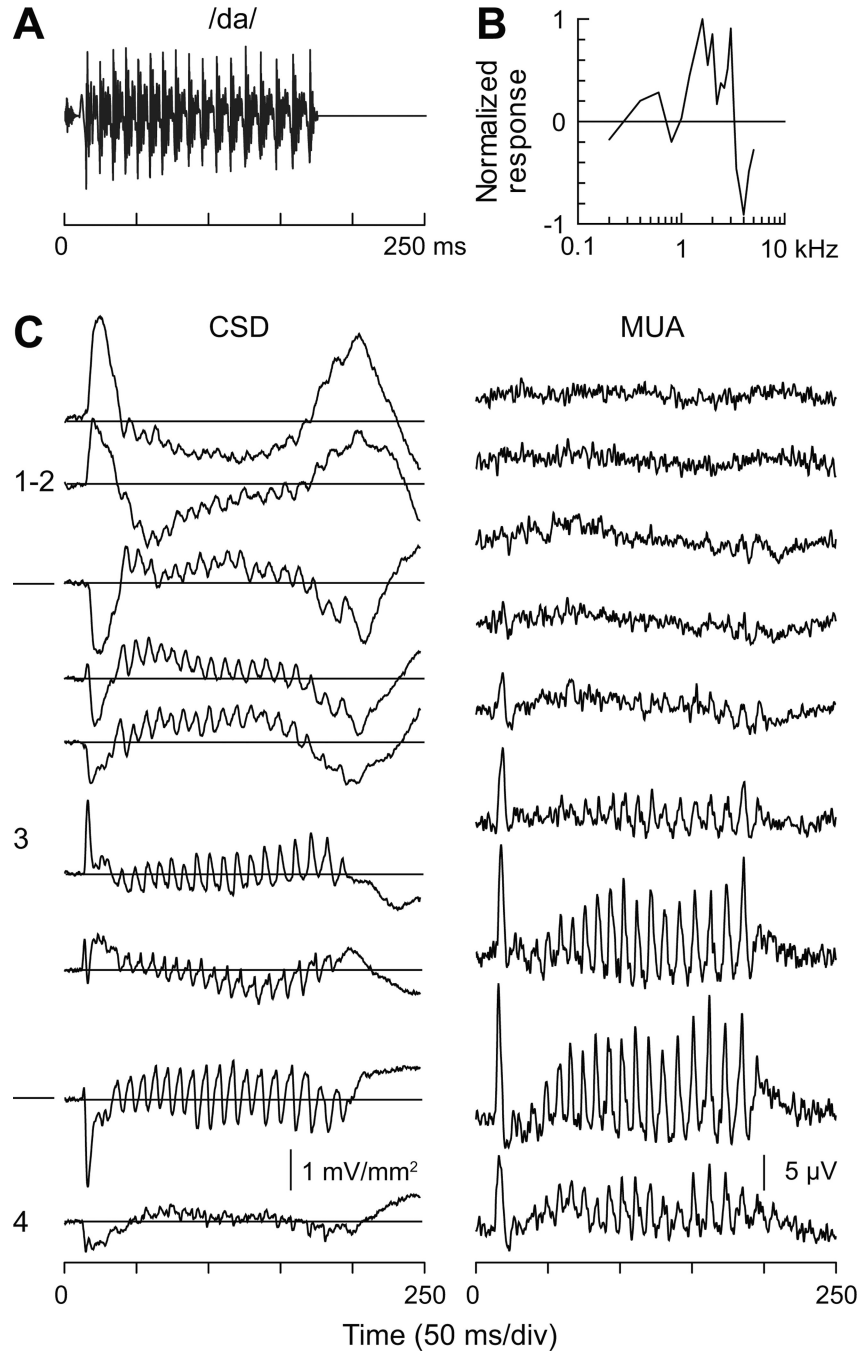 A
/da/
0
250 ms
B
Normalized
response
1
0
-1
0.1
1
10 kHz
C
CSD
MUA
1-2
3
4
1 mV/mm²
5 µV
0
250
0
250
Time (50 ms/div)